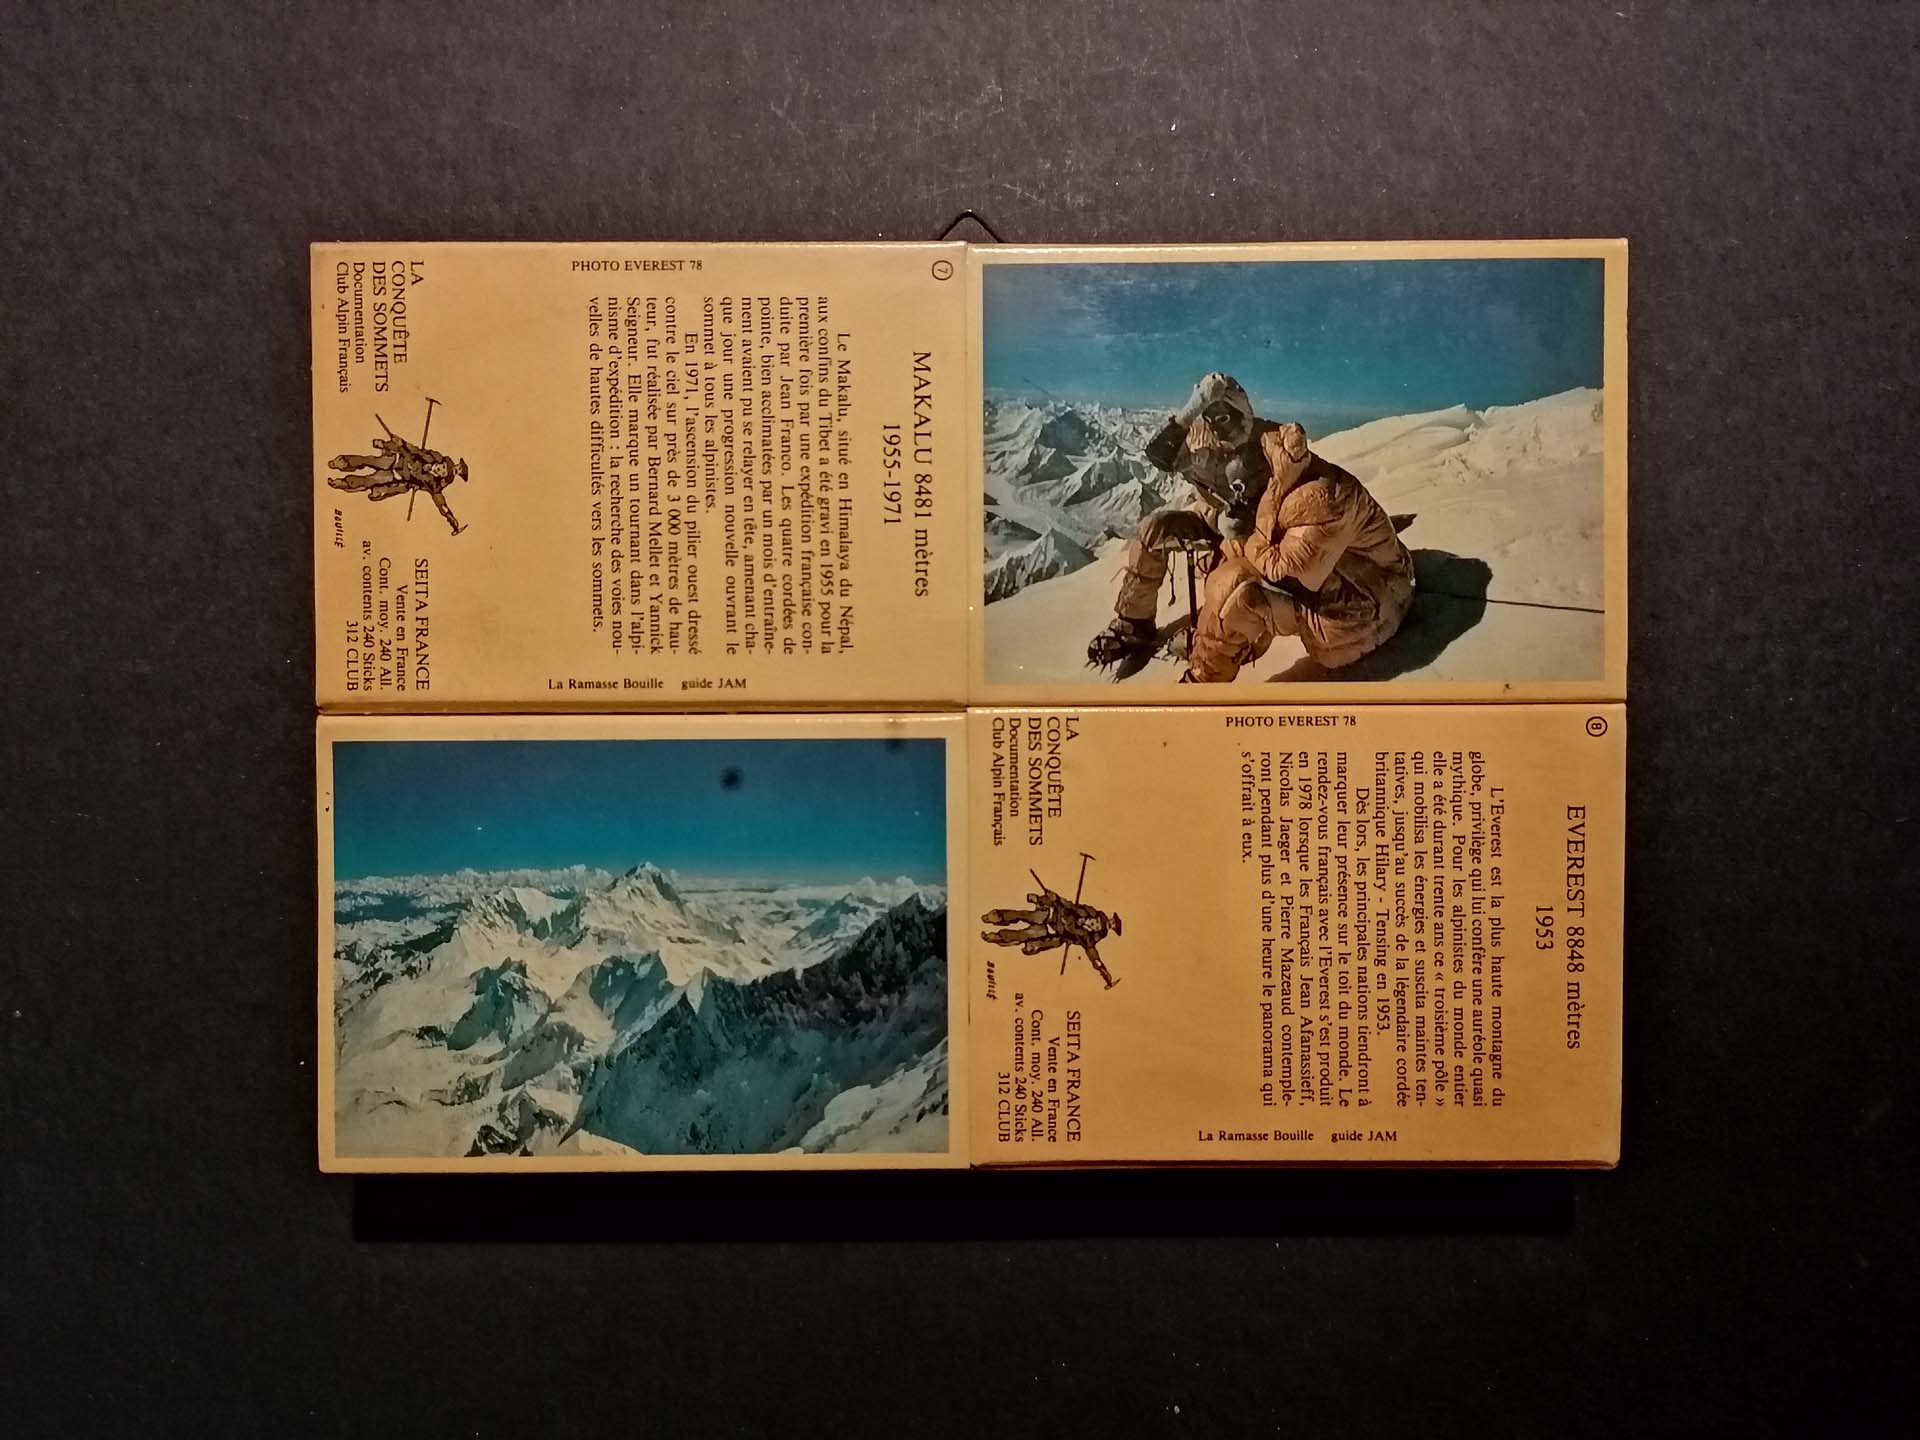 7
MAKALU 8481 mètres
1955-1971
Le Makalu, situé en Himalaya du Népal,
aux confins du Tibet a été gravi en 1955 pour la
première fois par une expédition française con-
duite par Jean Franco. Les quatre cordées de
pointe, bien acclimatées par un mois d'entraîne-
ment avaient pu se relayer en tête, amenant cha-
que jour une progression nouvelle ouvrant le
sommet à tous les alpinistes.
En 1971, l'ascension du pilier ouest dressé
contre le ciel sur près de 3 000 mètres de hau-
teur, fut réalisée par Bernard Mellet et Yannick
Seigneur. Elle marque un tournant dans l'alpi-
nisme d'expédition : la recherche des voies nou-
velles de hautes difficultés vers les sommets.
PHOTO EVEREST 78
La Ramasse Bouille guide JAM
LA
CONQUÊTE
DES SOMMETS
Documentation
Club Alpin Français
BOUILLE
SEITA FRANCE
Vente en France
Cont. moy. 240 All.
av. contents 240 Sticks
312 CLUB
8
EVEREST 8848 mètres
1953
L'Everest est la plus haute montagne du
globe, privilège qui lui confère une auréole quasi
mythique. Pour les alpinistes du monde entier
elle a été durant trente ans ce « troisième pôle »
qui mobilisa les énergies et suscita maintes ten-
tatives, jusqu'au succès de la légendaire cordée
britannique Hilary - Tensing en 1953.
Dès lors, les principales nations tiendront à
marquer leur présence sur le toit du monde. Le
rendez-vous français avec l'Everest s'est produit
en 1978 lorsque les Français Jean Afanassieff,
Nicolas Jaeger et Pierre Mazeaud contemple-
ront pendant plus d'une heure le panorama qui
s'offrait à eux.
PHOTO EVEREST 78
La Ramasse Bouille guide JAM
LA
CONQUÊTE
DES SOMMETS
Documentation
Club Alpin Français
BOUILLE
SEITA FRANCE
Vente en France
Cont. moy. 240 All.
av. contents 240 Sticks
312 CLUB